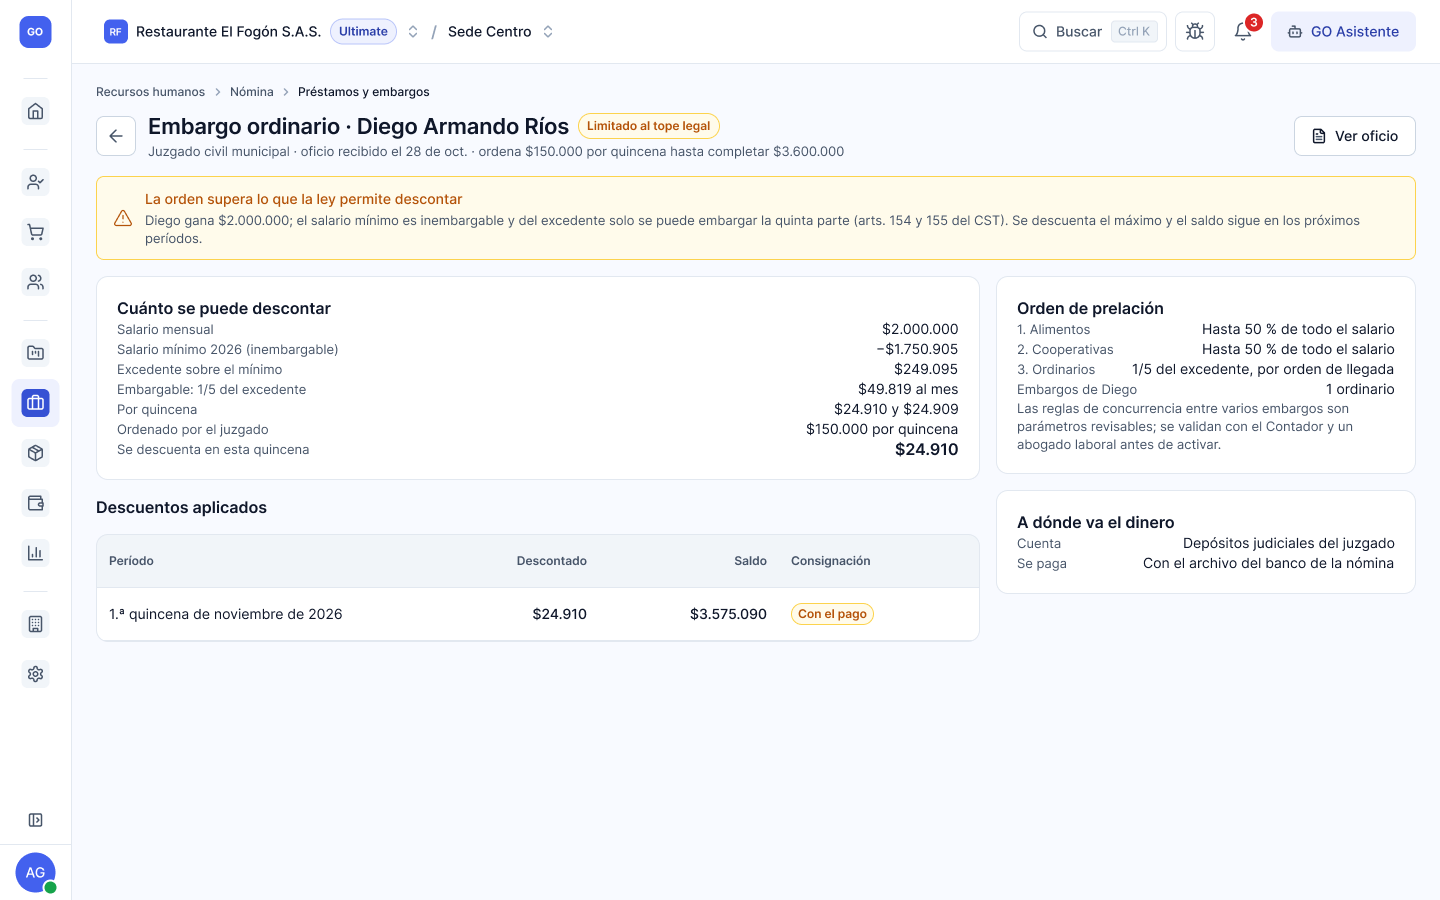 GO
RF Restaurante El Fogón S.A.S. Ultimate / Sede Centro
Buscar Ctrl K
3
GO Asistente
Recursos humanos > Nómina > Préstamos y embargos
Embargo ordinario · Diego Armando Ríos Limitado al tope legal
Juzgado civil municipal · oficio recibido el 28 de oct. · ordena $150.000 por quincena hasta completar $3.600.000
Ver oficio
La orden supera lo que la ley permite descontar
Diego gana $2.000.000; el salario mínimo es inembargable y del excedente solo se puede embargar la quinta parte (arts. 154 y 155 del CST). Se descuenta el máximo y el saldo sigue en los próximos
períodos.
Cuánto se puede descontar
Salario mensual $2.000.000
Salario mínimo 2026 (inembargable) −$1.750.905
Excedente sobre el mínimo $249.095
Embargable: 1/5 del excedente $49.819 al mes
Por quincena $24.910 y $24.909
Ordenado por el juzgado $150.000 por quincena
Se descuenta en esta quincena $24.910
Orden de prelación
1. Alimentos Hasta 50 % de todo el salario
2. Cooperativas Hasta 50 % de todo el salario
3. Ordinarios 1/5 del excedente, por orden de llegada
Embargos de Diego 1 ordinario
Las reglas de concurrencia entre varios embargos son
parámetros revisables; se validan con el Contador y un
abogado laboral antes de activar.
Descuentos aplicados
Período Descontado Saldo Consignación
1.ª quincena de noviembre de 2026 $24.910 $3.575.090 Con el pago
A dónde va el dinero
Cuenta Depósitos judiciales del juzgado
Se paga Con el archivo del banco de la nómina
AG